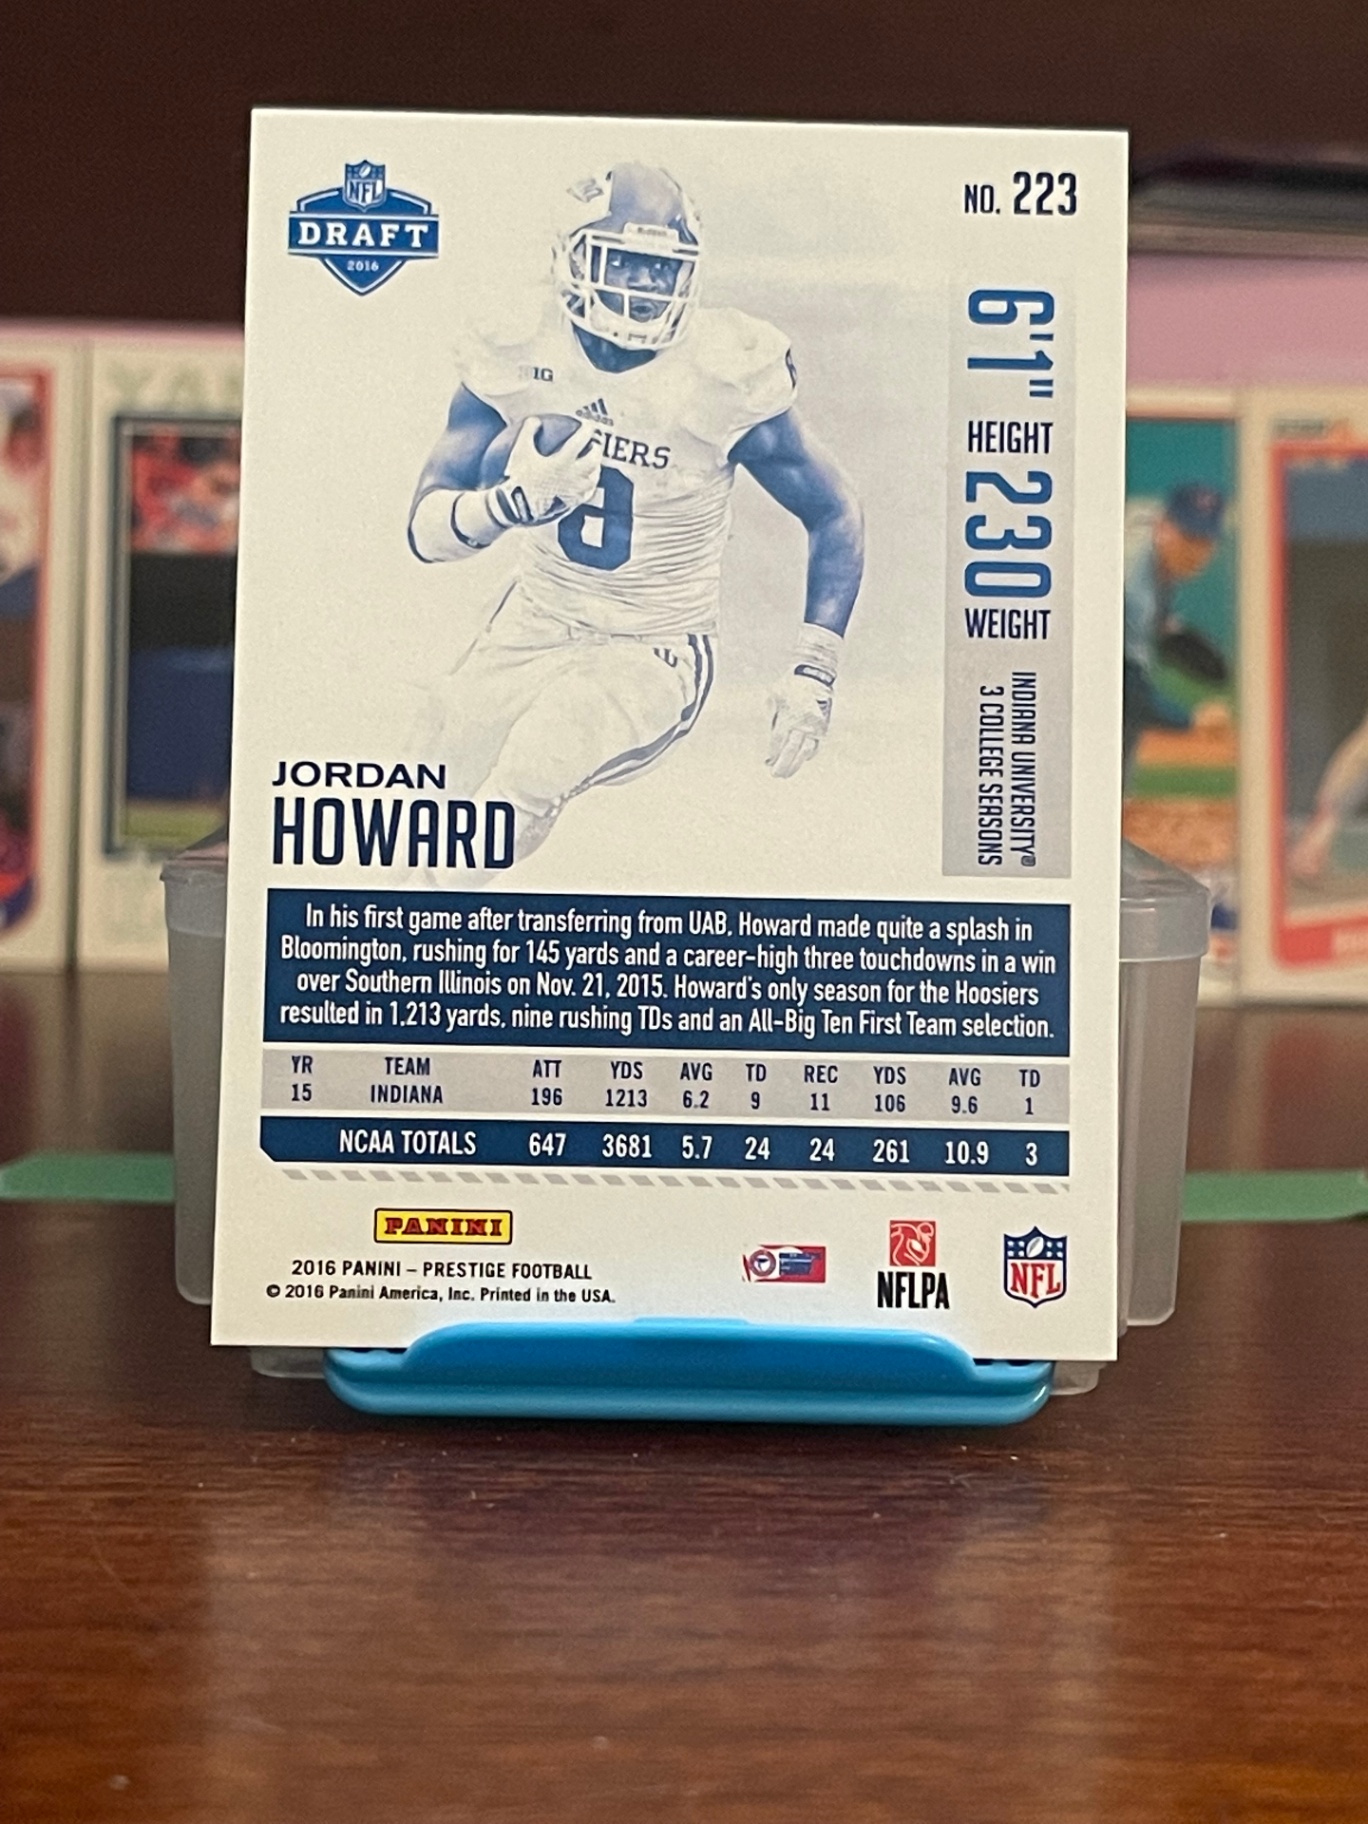 NFL
DRAFT
2016
NO. 223
6'1" HEIGHT 230 WEIGHT
INDIANA UNIVERSITY®
3 COLLEGE SEASONS
IG
adidas
SIERS
8
JORDAN
HOWARD
In his first game after transferring from UAB, Howard made quite a splash in
Bloomington, rushing for 145 yards and a career-high three touchdowns in a win
over Southern Illinois on Nov. 21, 2015. Howard's only season for the Hoosiers
resulted in 1,213 yards, nine rushing TDs and an All-Big Ten First Team selection.
YR TEAM ATT YDS AVG TD REC YDS AVG TD
15 INDIANA 196 1213 6.2 9 11 106 9.6 1
NCAA TOTALS 647 3681 5.7 24 24 261 10.9 3
PANINI
2016 PANINI – PRESTIGE FOOTBALL
© 2016 Panini America, Inc. Printed in the USA.
NFLPA
NFL